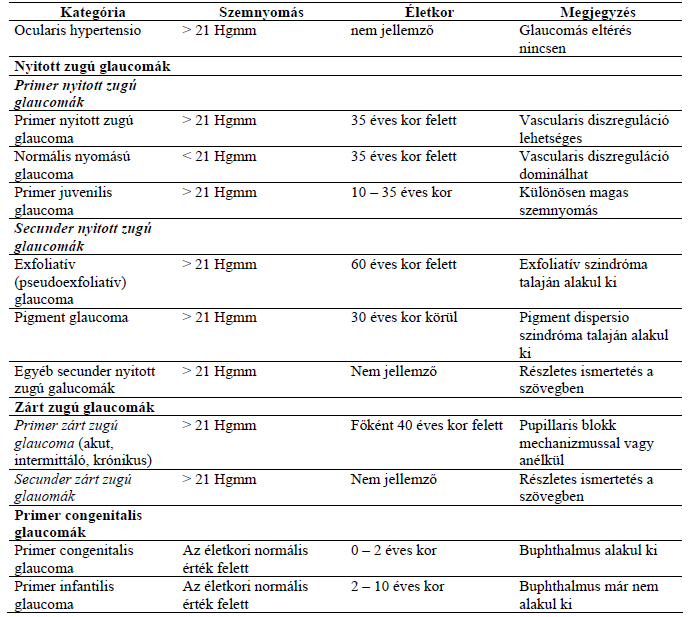 Kategória Szemnyomás Életkor Megjegyzés
Ocularis hypertensio > 21 Hgmm nem jellemző Glaucomás eltérés
nincsen
Nyitott zugú glaucomák
Primer nyitott zugú
glaucomák
Primer nyitott zugú > 21 Hgmm 35 éves kor felett Vascularis diszreguláció
glaucoma lehetséges
Normális nyomású < 21 Hgmm 35 éves kor felett Vascularis diszreguláció
glaucoma dominálhat
Primer juvenilis > 21 Hgmm 10 – 35 éves kor Különösen magas
glaucoma szemnyomás
Secunder nyitott zugú
glaucomák
Exfoliatív > 21 Hgmm 60 éves kor felett Exfoliatív szindróma
(pseudoexfoliatív) talaján alakul ki
glaucoma
Pigment glaucoma > 21 Hgmm 30 éves kor körül Pigment dispersio
szindróma talaján alakul
ki
Egyéb secunder nyitott > 21 Hgmm Nem jellemző Részletes ismertetés a
zugú galucomák szövegben
Zárt zugú glaucomák
Primer zárt zugú > 21 Hgmm Főként 40 éves kor felett Pupillaris blokk
glaucoma (akut, mechanizmussal vagy
intermittáló, krónikus) anélkül
Secunder zárt zugú > 21 Hgmm Nem jellemző Részletes ismertetés a
glauomák szövegben
Primer congenitalis
glaucomák
Primer congenitalis Az életkori normális 0 – 2 éves kor Buphthalmus alakul ki
glaucoma érték felett
Primer infantilis Az életkori normális 2 – 10 éves kor Buphthalmus már nem
glaucoma érték felett alakul ki